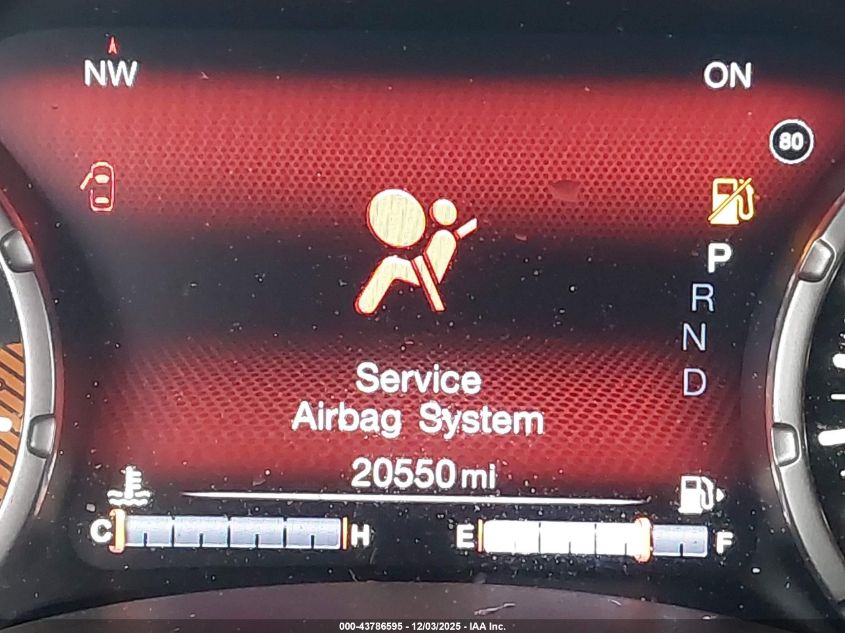 NW
ON
80
P
R
N
D
Service
Airbag System
20550 mi
C H E F
000-43786595 - 12/03/2025 - IAA Inc.